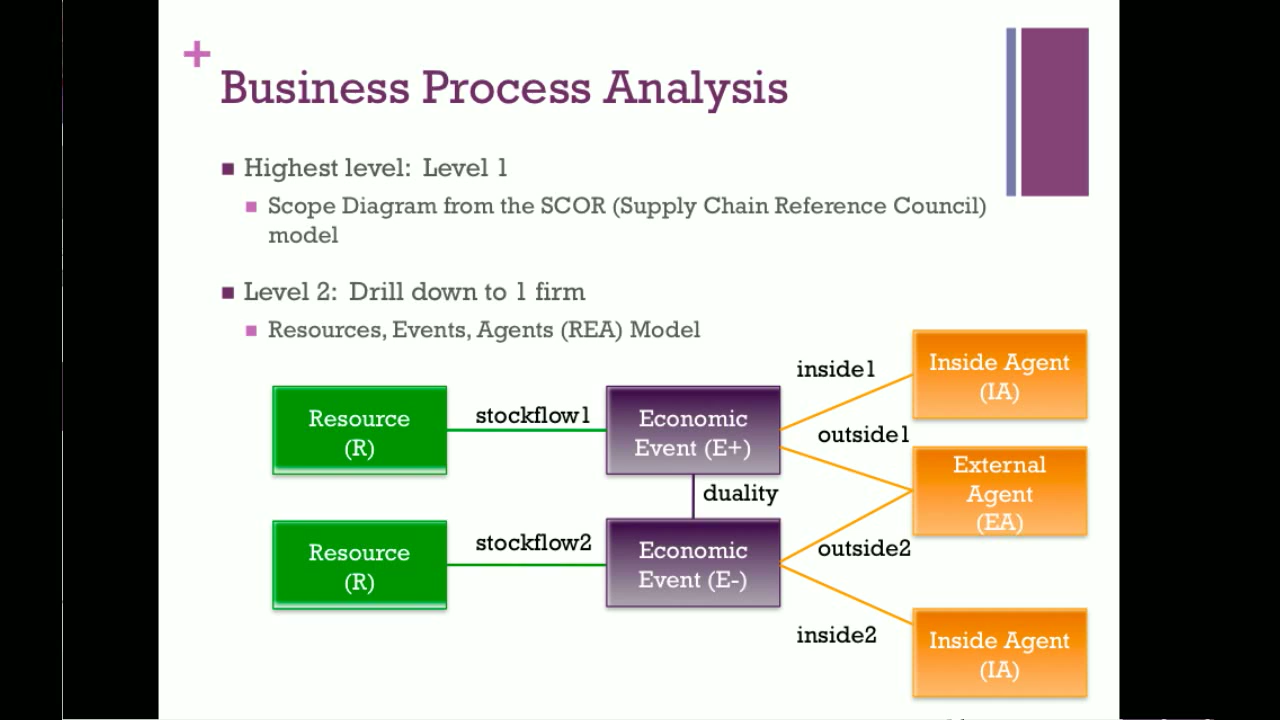 +
Business Process Analysis
Highest level: Level 1
Scope Diagram from the SCOR (Supply Chain Reference Council)
model
Level 2: Drill down to 1 firm
Resources, Events, Agents (REA) Model
Resource
(R)
stockflow1
Economic
Event (E+)
inside1
Inside Agent
(IA)
outside1
External
Agent
(EA)
duality
Resource
(R)
stockflow2
Economic
Event (E-)
outside2
inside2
Inside Agent
(IA)